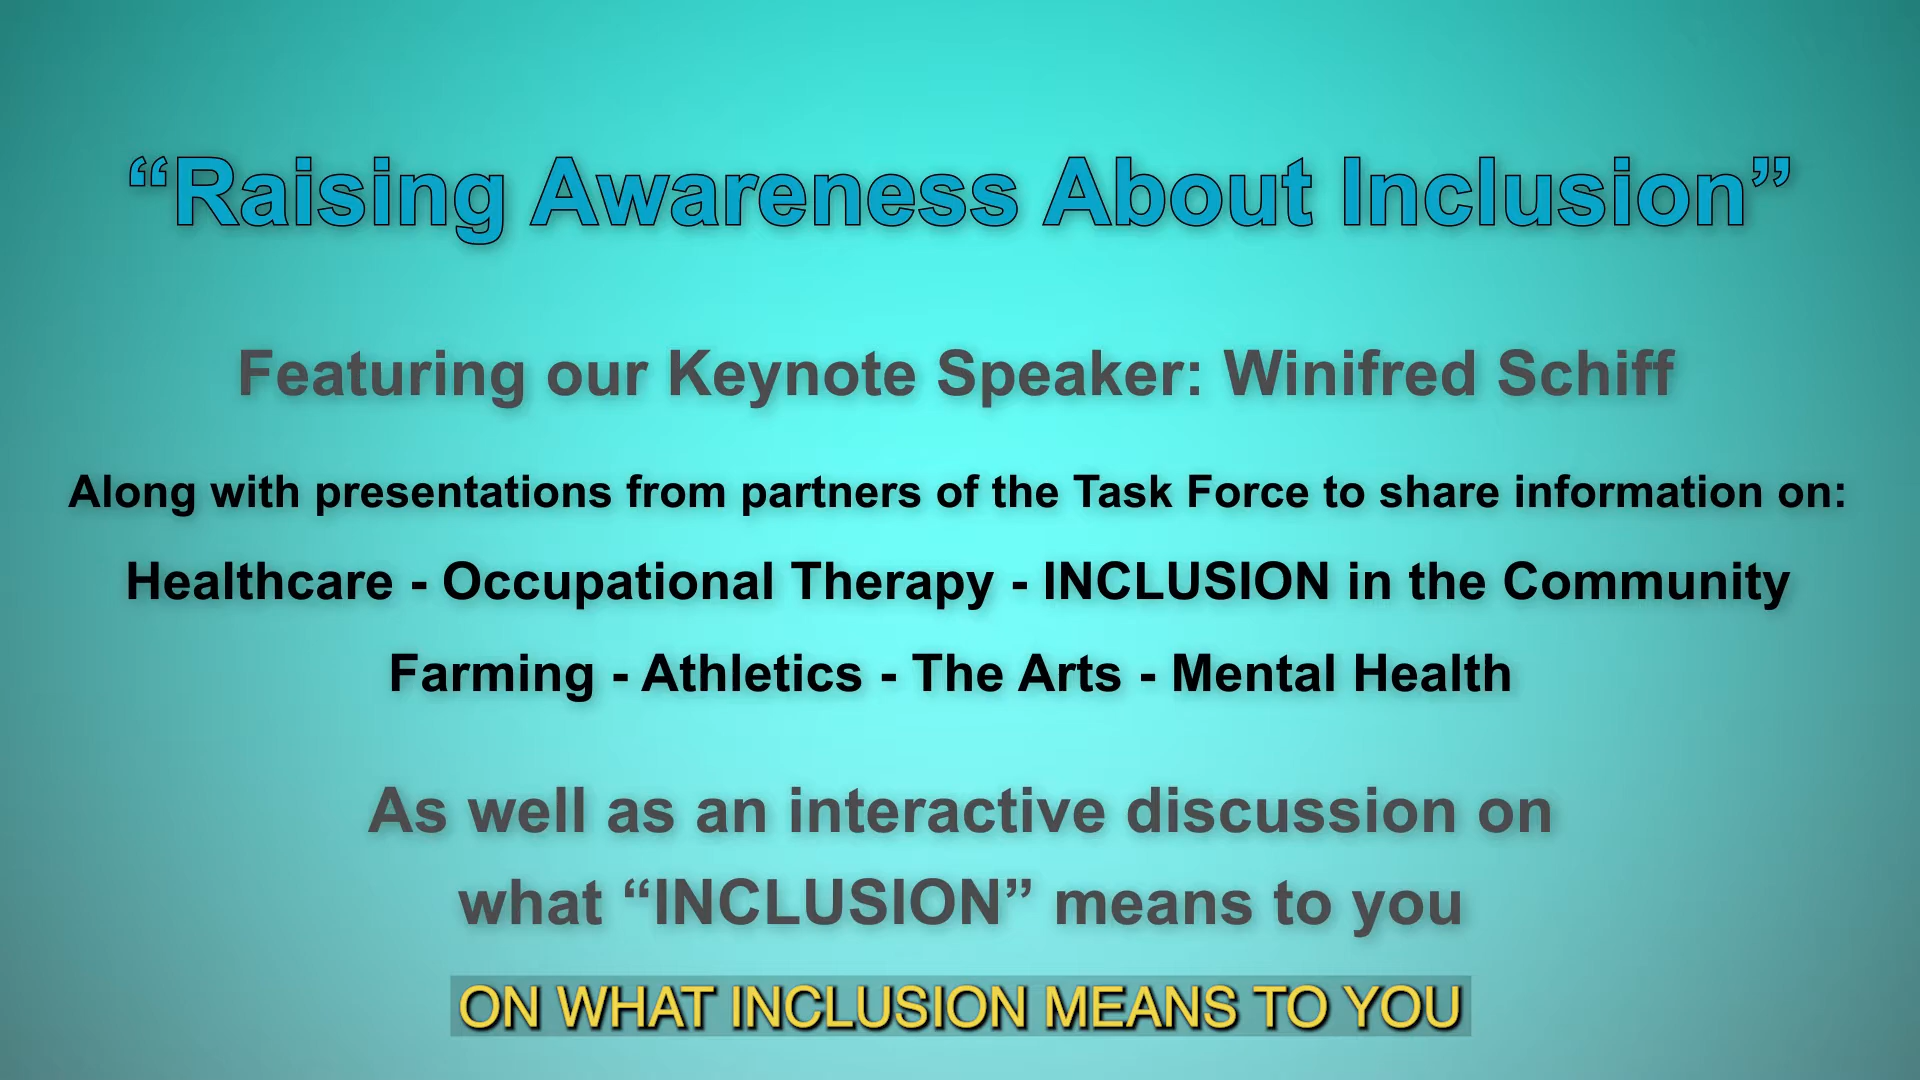 “Raising Awareness About Inclusion”
Featuring our Keynote Speaker: Winifred Schiff
Along with presentations from partners of the Task Force to share information on:
Healthcare - Occupational Therapy - INCLUSION in the Community
Farming - Athletics - The Arts - Mental Health
As well as an interactive discussion on
what “INCLUSION” means to you
ON WHAT INCLUSION MEANS TO YOU